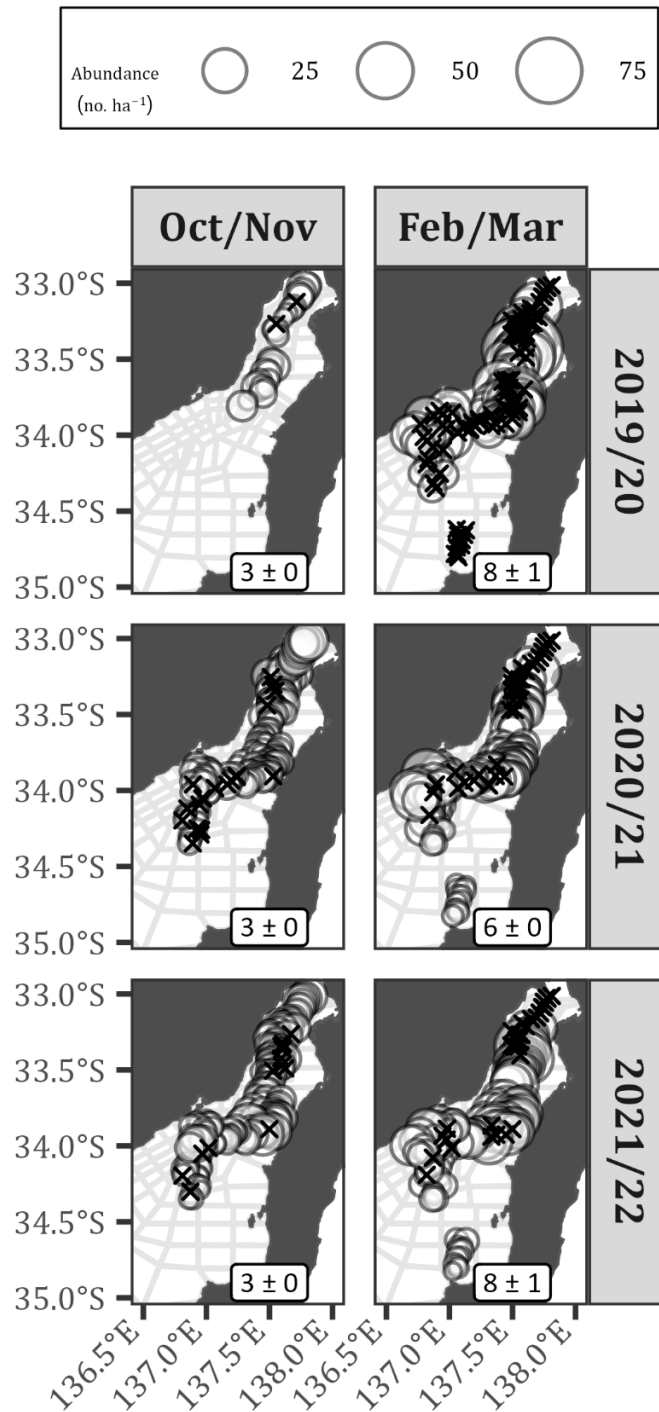 Abundance 25 50 75
(no. ha⁻¹)
Oct/Nov Feb/Mar
33.0°S
33.5°S
34.0°S
34.5°S
35.0°S
3 ± 0 8 ± 1
2019/20
33.0°S
33.5°S
34.0°S
34.5°S
35.0°S
3 ± 0 6 ± 0
2020/21
33.0°S
33.5°S
34.0°S
34.5°S
35.0°S
3 ± 0 8 ± 1
2021/22
136.5°E 137.0°E 137.5°E 138.0°E 136.5°E 137.0°E 137.5°E 138.0°E